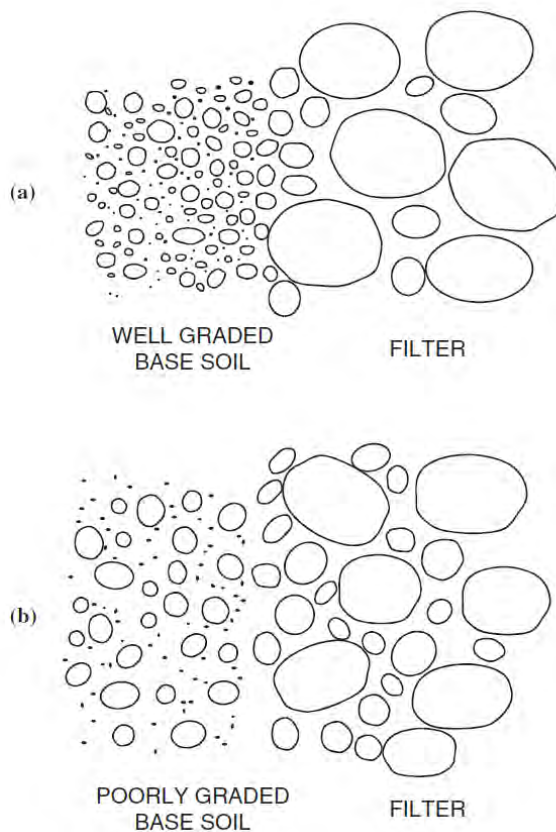 (a)
WELL GRADED FILTER
BASE SOIL
(b)
POORLY GRADED FILTER
BASE SOIL